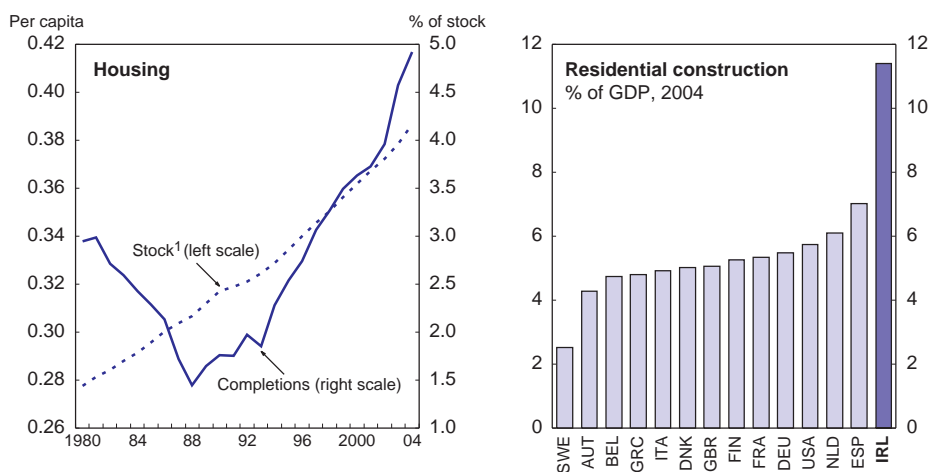 Per capita
% of stock
0.42
0.40
0.38
0.36
0.34
0.32
0.30
0.28
0.26
5.0
4.5
4.0
3.5
3.0
2.5
2.0
1.5
1.0
Housing
Stock1 (left scale)
Completions (right scale)
1980 84 88 92 96 2000 04
12
10
8
6
4
2
0
12
10
8
6
4
2
0
Residential construction
% of GDP, 2004
SWE
AUT
BEL
GRC
ITA
DNK
GBR
FIN
FRA
DEU
USA
NLD
ESP
IRL